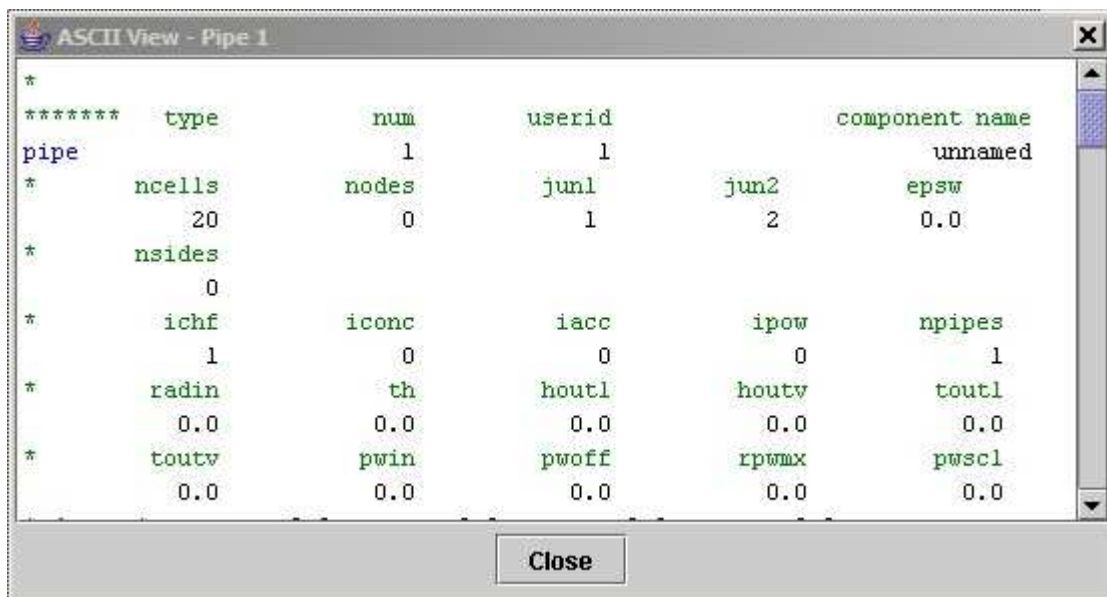 ASCII View - Pipe 1
*
******* type num userid component name
pipe 1 1 unnamed
* ncells nodes jun1 jun2 epsw
20 0 1 2 0.0
* nsides
0
* ichf iconc iacc ipow npipes
1 0 0 0 1
* radin th houtl houtv toutl
0.0 0.0 0.0 0.0 0.0
* toutv pwin pwoff rpwmx pwscl
0.0 0.0 0.0 0.0 0.0
Close